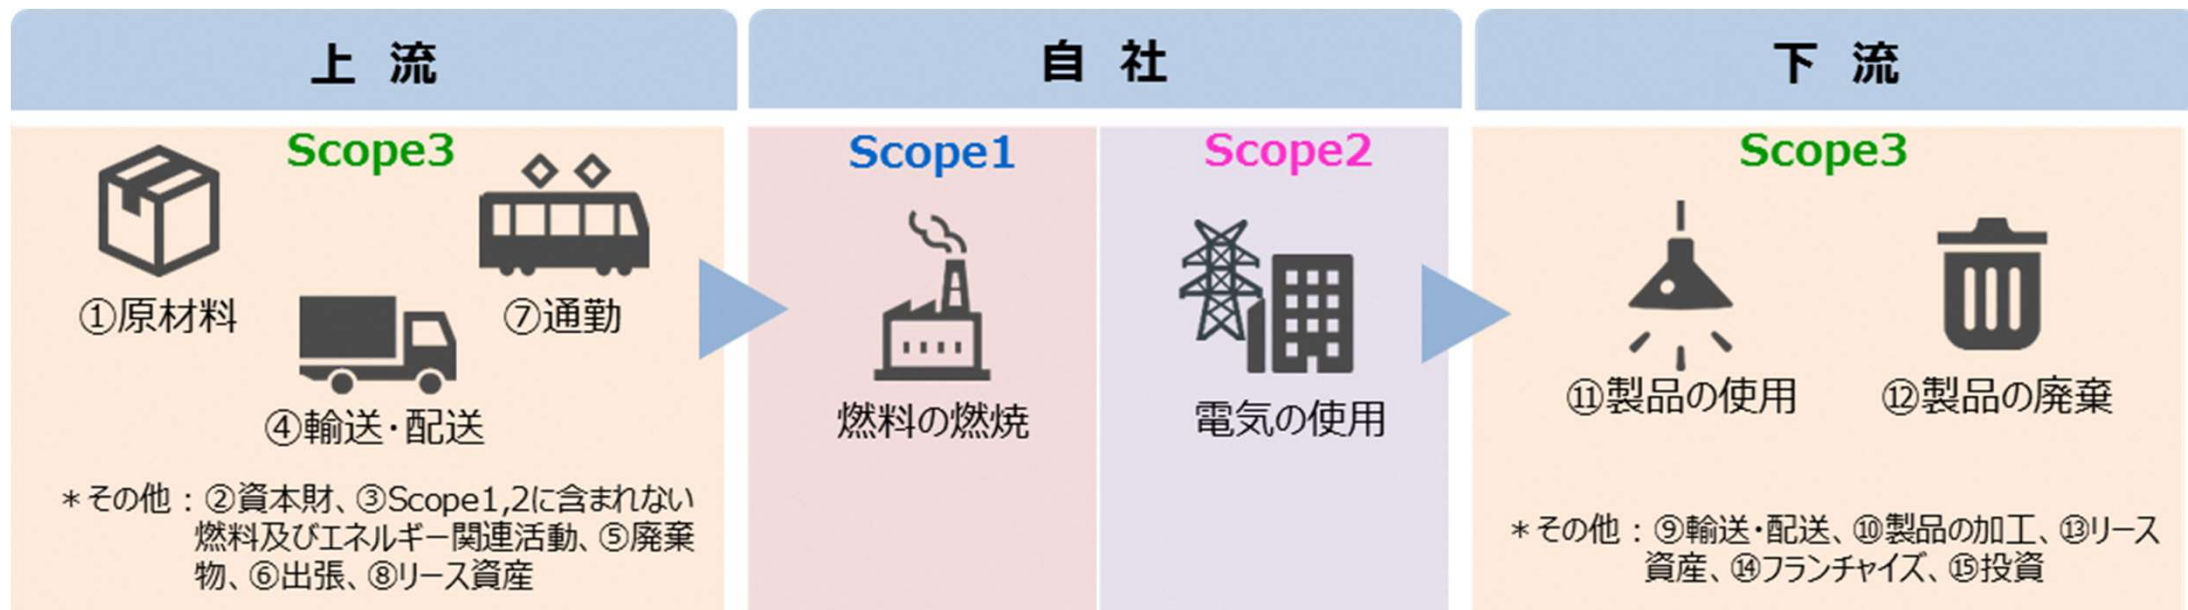 上 流
自 社
下 流
Scope3
①原材料
④輸送・配送
⑦通勤
＊その他：②資本財、③Scope1,2に含まれない
燃料及びエネルギー関連活動、⑤廃棄
物、⑥出張、⑧リース資産
Scope1
燃料の燃焼
Scope2
電気の使用
Scope3
⑪製品の使用
⑫製品の廃棄
＊その他：⑨輸送・配送、⑩製品の加工、⑬リース
資産、⑭フランチャイズ、⑮投資